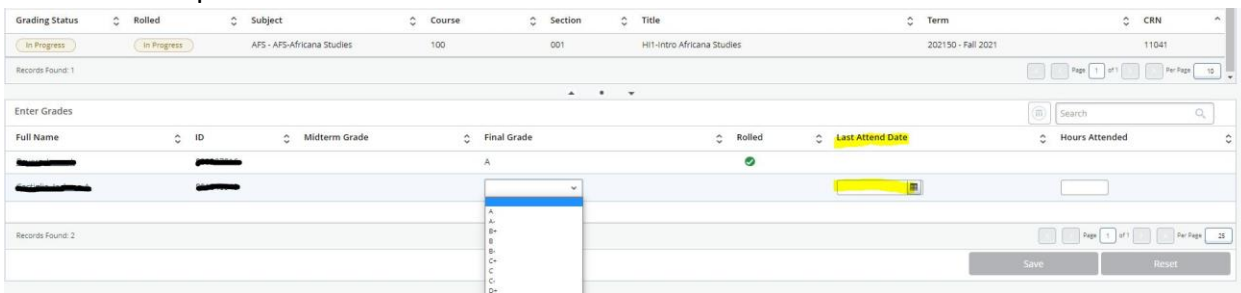 Grading Status Rolled Subject Course Section Title Term CRN
In Progress In Progress AFS - AFS-Africana Studies 100 001 HI1-Intro Africana Studies 202150 - Fall 2021 11041
Records Found: 1 Page 1 of 1 Per Page 10
Enter Grades Search
Full Name ID Midterm Grade Final Grade Rolled Last Attend Date Hours Attended
A
A
A-
B+
B
B-
C+
C
C-
D+
Records Found: 2 Page 1 of 1 Per Page 25
Save Reset